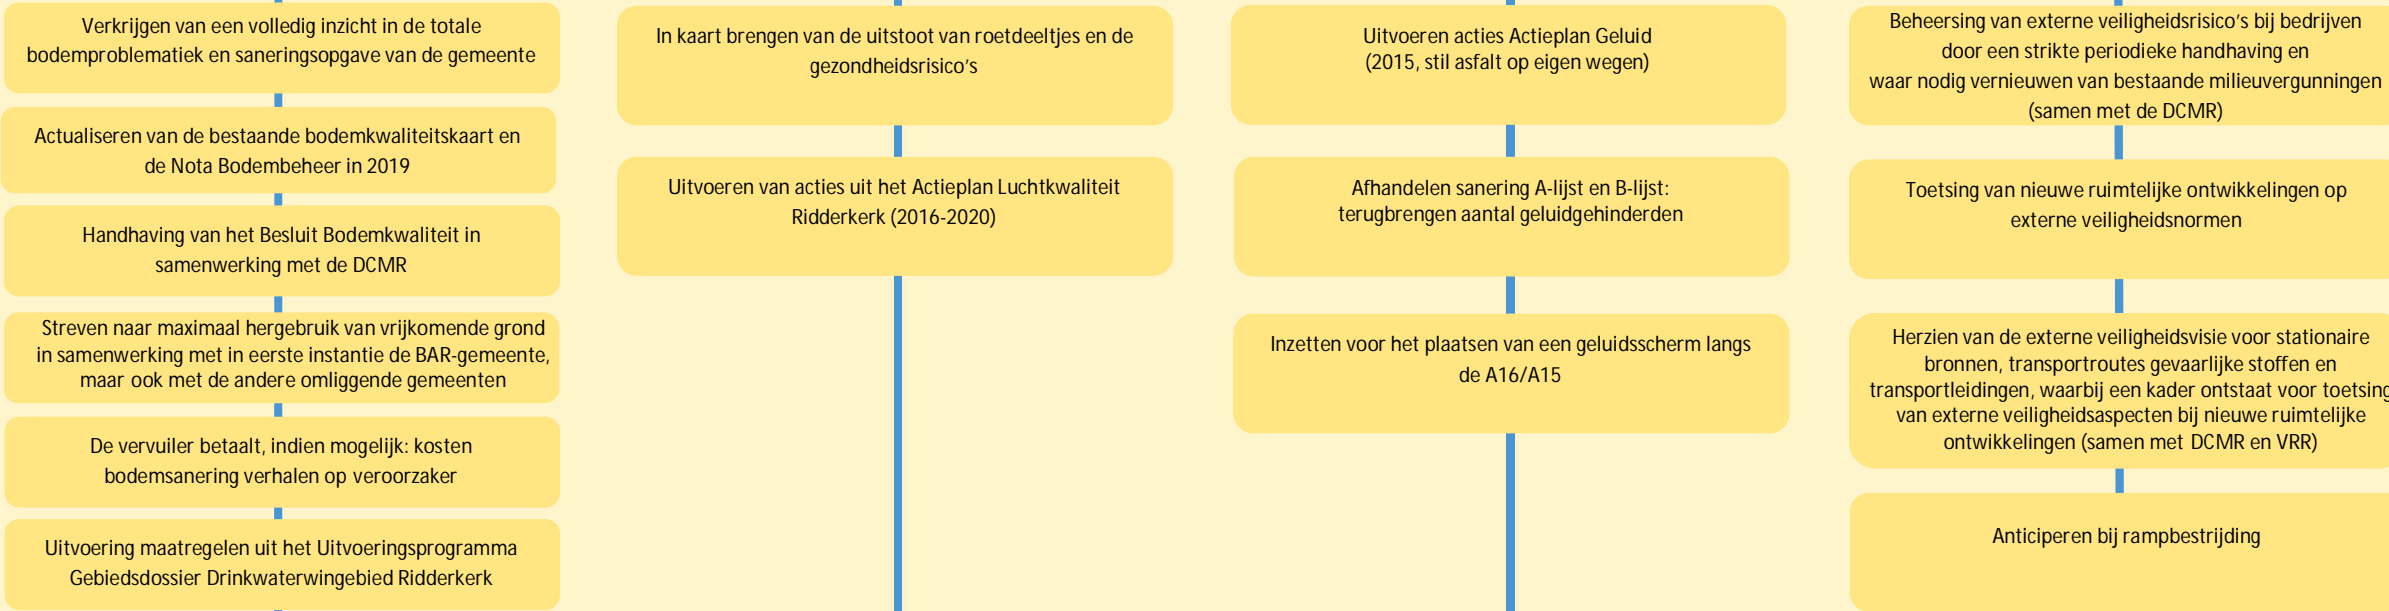 Verkrijgen van een volledig inzicht in de totale
bodemproblematiek en saneringsopgave van de gemeente
Actualiseren van de bestaande bodemkwaliteitskaart en
de Nota Bodembeheer in 2019
Handhaving van het Besluit Bodemkwaliteit in
samenwerking met de DCMR
Streven naar maximaal hergebruik van vrijkomende grond
in samenwerking met in eerste instantie de BAR-gemeente,
maar ook met de andere omliggende gemeenten
De vervuiler betaalt, indien mogelijk: kosten
bodemsanering verhalen op veroorzaker
Uitvoering maatregelen uit het Uitvoeringsprogramma
Gebiedsdossier Drinkwaterwingebied Ridderkerk
In kaart brengen van de uitstoot van roetdeeltjes en de
gezondheidsrisico's
Uitvoeren van acties uit het Actieplan Luchtkwaliteit
Ridderkerk (2016-2020)
Uitvoeren acties Actieplan Geluid
(2015, stil asfalt op eigen wegen)
Afhandelen sanering A-lijst en B-lijst:
terugbrengen aantal geluidgehinderden
Inzetten voor het plaatsen van een geluidsscherm langs
de A16/A15
Beheersing van externe veiligheidsrisico's bij bedrijven
door een strikte periodieke handhaving en
waar nodig vernieuwen van bestaande milieuvergunningen
(samen met de DCMR)
Toetsing van nieuwe ruimtelijke ontwikkelingen op
externe veiligheidsnormen
Herzien van de externe veiligheidsvisie voor stationaire
bronnen, transportroutes gevaarlijke stoffen en
transportleidingen, waarbij een kader ontstaat voor toetsing
van externe veiligheidsaspecten bij nieuwe ruimtelijke
ontwikkelingen (samen met DCMR en VRR)
Anticiperen bij rampbestrijding